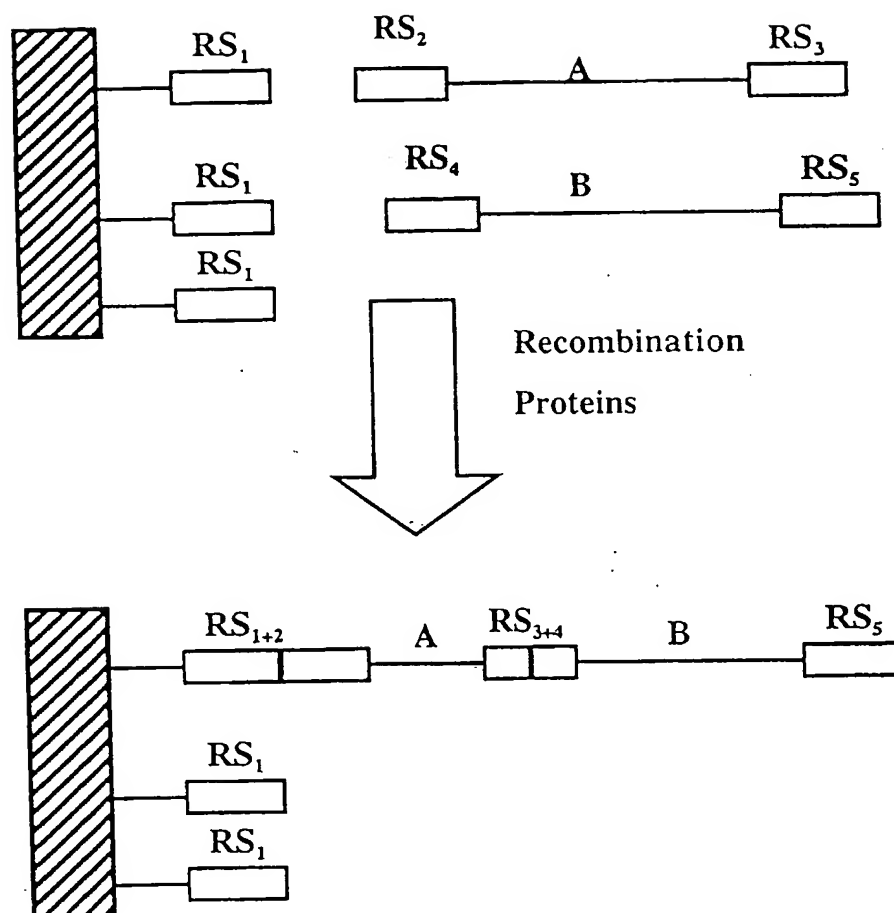 RS₁ RS₂ A RS₃
RS₁ RS₄ B RS₅
RS₁
Recombination
Proteins
RS₁₊₂ A RS₃₊₄ B RS₅
RS₁
RS₁